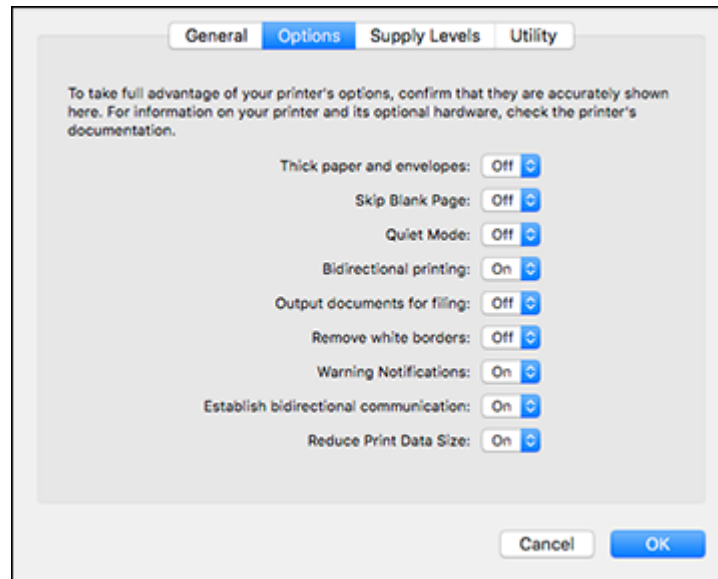 General Options Supply Levels Utility
To take full advantage of your printer's options, confirm that they are accurately shown
here. For information on your printer and its optional hardware, check the printer's
documentation.
Thick paper and envelopes: Off
Skip Blank Page: Off
Quiet Mode: Off
Bidirectional printing: On
Output documents for filing: Off
Remove white borders: Off
Warning Notifications: On
Establish bidirectional communication: On
Reduce Print Data Size: On
Cancel OK